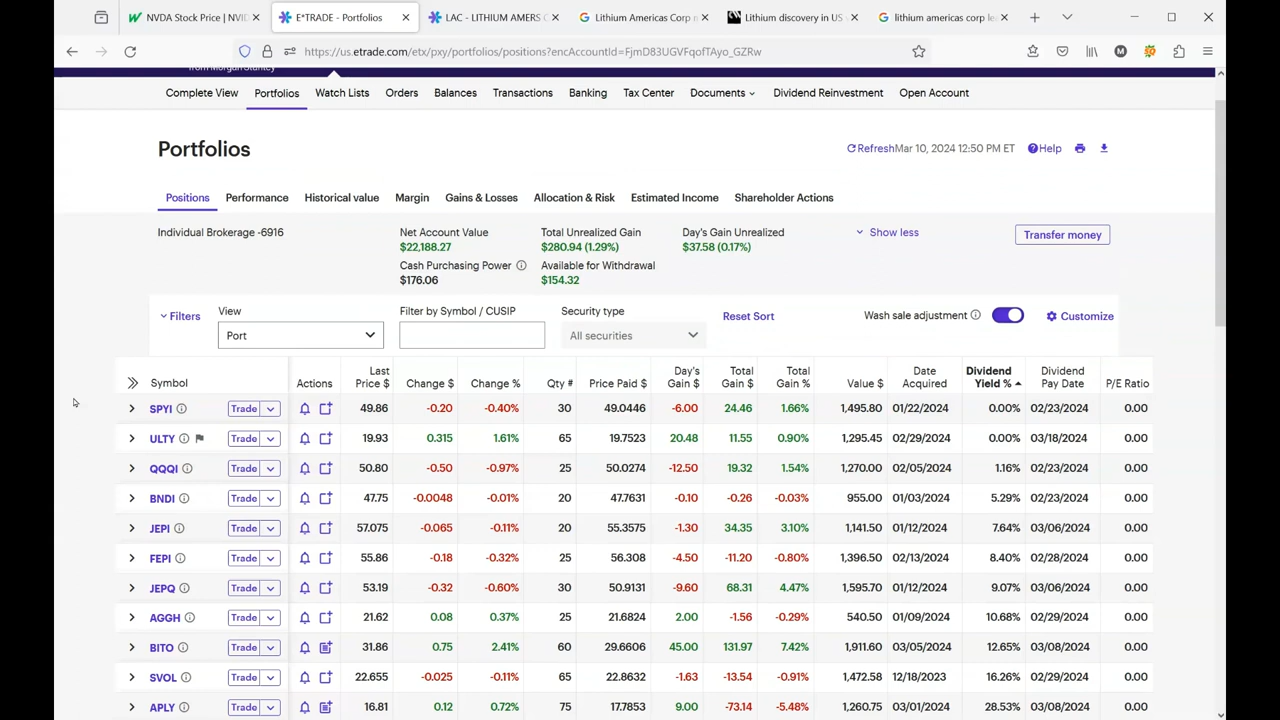 NVDA Stock Price | NVID
E*TRADE - Portfolios
LAC - LITHIUM AMERS C
Lithium Americas Corp n
Lithium discovery in US -
lithium americas corp le
https://us.etrade.com/etx/pxy/portfolios/positions?encAccountId=FjmD83UGVFqofTAyo_GZRw
M
from Morgan Stanley
Complete View Portfolios Watch Lists Orders Balances Transactions Banking Tax Center Documents Dividend Reinvestment Open Account
Portfolios
Refresh Mar 10, 2024 12:50 PM ET Help
Positions Performance Historical value Margin Gains & Losses Allocation & Risk Estimated Income Shareholder Actions
Individual Brokerage -6916
Net Account Value Total Unrealized Gain Day's Gain Unrealized Show less Transfer money
$22,188.27 $280.94 (1.29%) $37.58 (0.17%)
Cash Purchasing Power Available for Withdrawal
$176.06 $154.32
Filters
View
Port
Filter by Symbol / CUSIP
Security type
All securities
Reset Sort
Wash sale adjustment
Customize
Symbol Actions Last Price $ Change $ Change % Qty # Price Paid $ Day's Gain $ Total Gain $ Total Gain % Value $ Date Acquired Dividend Yield % Dividend Pay Date P/E Ratio
SPYI Trade 49.86 -0.20 -0.40% 30 49.0446 -6.00 24.46 1.66% 1,495.80 01/22/2024 0.00% 02/23/2024 0.00
ULTY Trade 19.93 0.315 1.61% 65 19.7523 20.48 11.55 0.90% 1,295.45 02/29/2024 0.00% 03/18/2024 0.00
QQQI Trade 50.80 -0.50 -0.97% 25 50.0274 -12.50 19.32 1.54% 1,270.00 02/05/2024 1.16% 02/23/2024 0.00
BNDI Trade 47.75 -0.0048 -0.01% 20 47.7631 -0.10 -0.26 -0.03% 955.00 01/03/2024 5.29% 02/23/2024 0.00
JEPI Trade 57.075 -0.065 -0.11% 20 55.3575 -1.30 34.35 3.10% 1,141.50 01/12/2024 7.64% 03/06/2024 0.00
FEPI Trade 55.86 -0.18 -0.32% 25 56.308 -4.50 -11.20 -0.80% 1,396.50 02/13/2024 8.40% 02/28/2024 0.00
JEPQ Trade 53.19 -0.32 -0.60% 30 50.9131 -9.60 68.31 4.47% 1,595.70 01/12/2024 9.07% 03/06/2024 0.00
AGGH Trade 21.62 0.08 0.37% 25 21.6824 2.00 -1.56 -0.29% 540.50 01/09/2024 10.68% 02/29/2024 0.00
BITO Trade 31.86 0.75 2.41% 60 29.6606 45.00 131.97 7.42% 1,911.60 03/05/2024 12.65% 03/08/2024 0.00
SVOL Trade 22.655 -0.025 -0.11% 65 22.8632 -1.63 -13.54 -0.91% 1,472.58 12/18/2023 16.26% 02/29/2024 0.00
APLY Trade 16.81 0.12 0.72% 75 17.7853 9.00 -73.14 -5.48% 1,260.75 03/01/2024 28.53% 03/08/2024 0.00